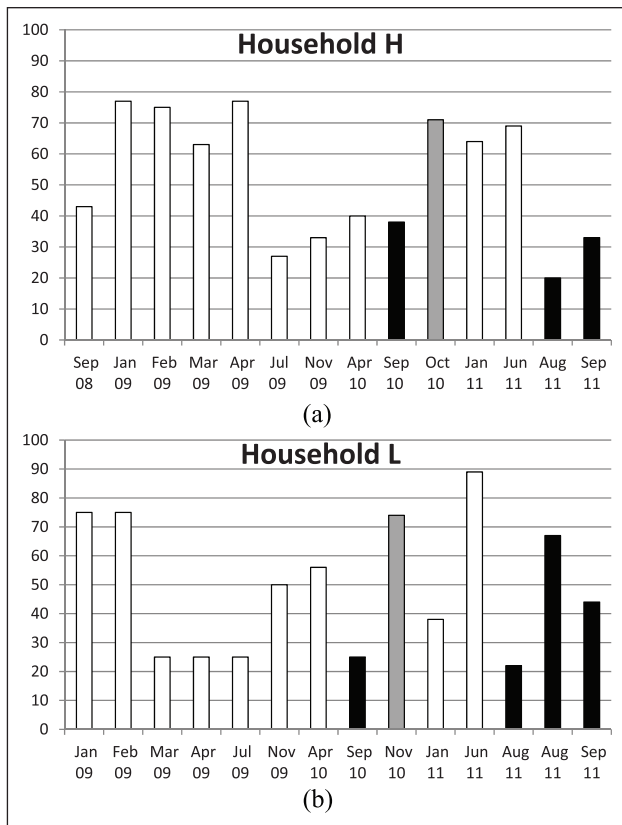 Household H
100
90
80
70
60
50
40
30
20
10
0
Sep Jan Feb Mar Apr Jul Nov Apr Sep Oct Jan Jun Aug Sep
08 09 09 09 09 09 09 10 10 10 11 11 11 11
(a)
Household L
100
90
80
70
60
50
40
30
20
10
0
Jan Feb Mar Apr Jul Nov Apr Sep Nov Jan Jun Aug Aug Sep
09 09 09 09 09 09 10 10 10 11 11 11 11 11
(b)